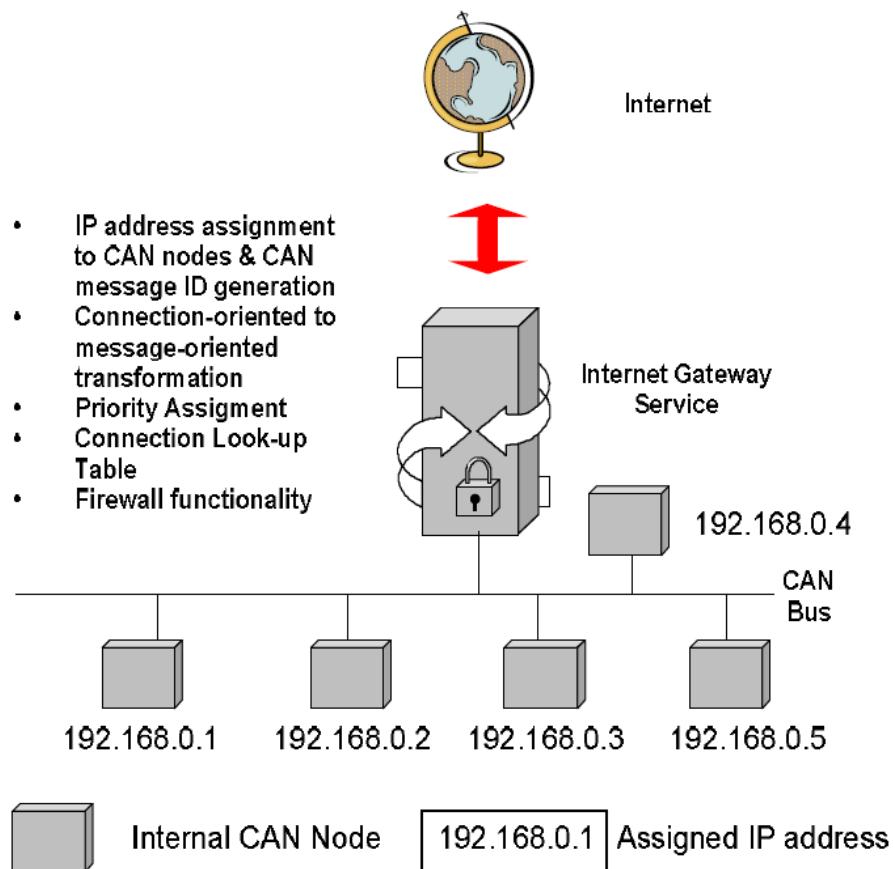 Internet
• IP address assignment
to CAN nodes & CAN
message ID generation
• Connection-oriented to
message-oriented
transformation
• Priority Assigment
• Connection Look-up
Table
• Firewall functionality
Internet Gateway
Service
192.168.0.4
CAN
Bus
192.168.0.1
192.168.0.2
192.168.0.3
192.168.0.5
Internal CAN Node
192.168.0.1
Assigned IP address